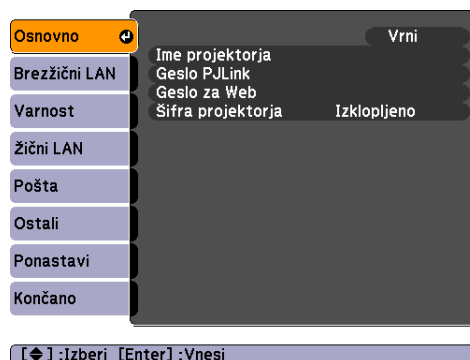 Osnovno
Brezžični LAN
Varnost
Žični LAN
Pošta
Ostali
Ponastavi
Končano
Vrni
Ime projektorja
Geslo PJLink
Geslo za Web
Šifra projektorja Izklopljeno
[◆] :Izberi [Enter] :Vnesi